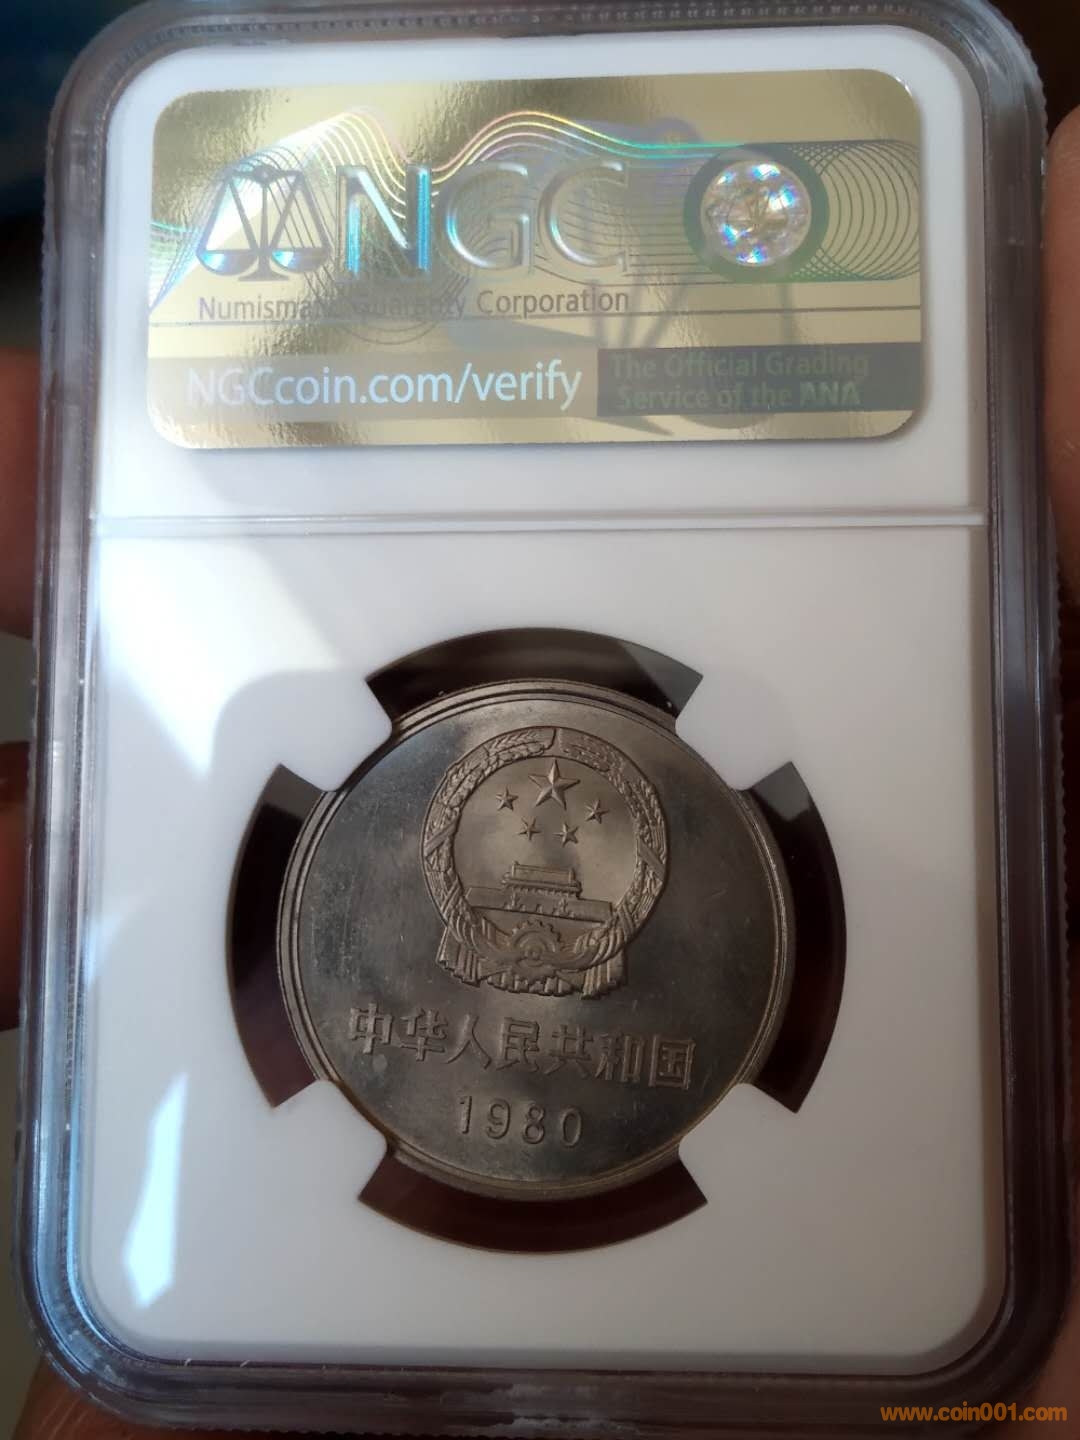 NGC
Numismatic Guaranty Corporation
NGCcoin.com/verify
The Official Grading
Service of the ANA
中华人民共和国
1980
www.coin001.com